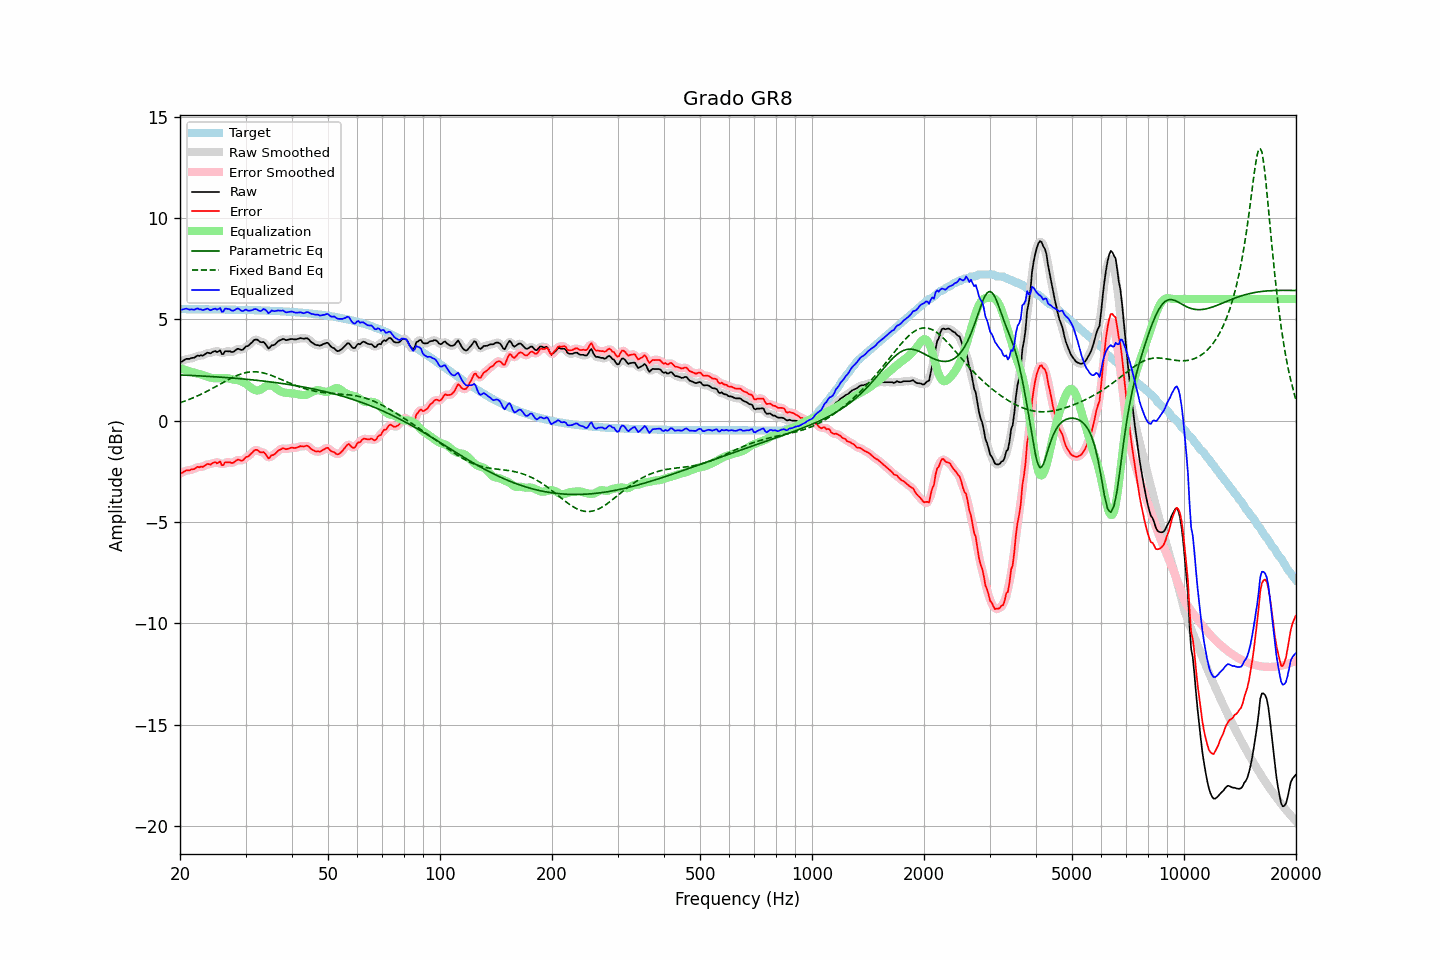 Grado GR8
Target
Raw Smoothed
Error Smoothed
Raw
Error
Equalization
Parametric Eq
Fixed Band Eq
Equalized
15
10
5
0
−5
−10
−15
−20
Amplitude (dBr)
20 50 100 200 500 1000 2000 5000 10000 20000
Frequency (Hz)